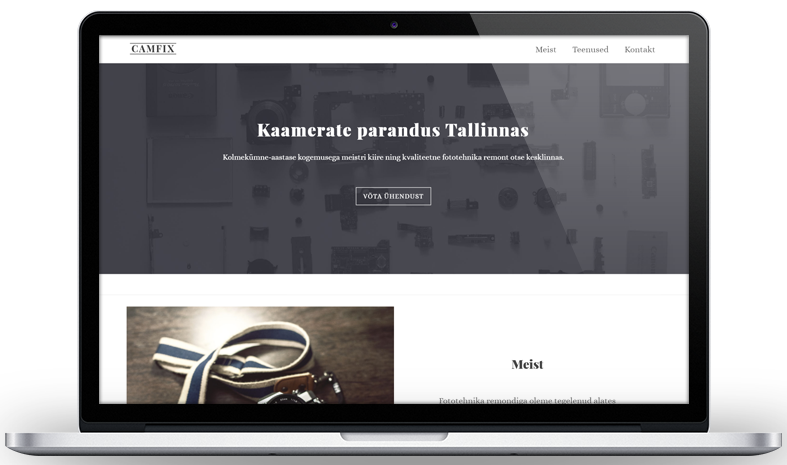 CAMFIX
Meist Teenused Kontakt
Kaamerate parandus Tallinnas
Kolmekümne-aastase kogemusega meistri kiire ning kvaliteetne fototehnika remont otse kesklinnas.
VÕTA ÜHENDUST
Meist
Fototehnika remondiga oleme tegelenud alates